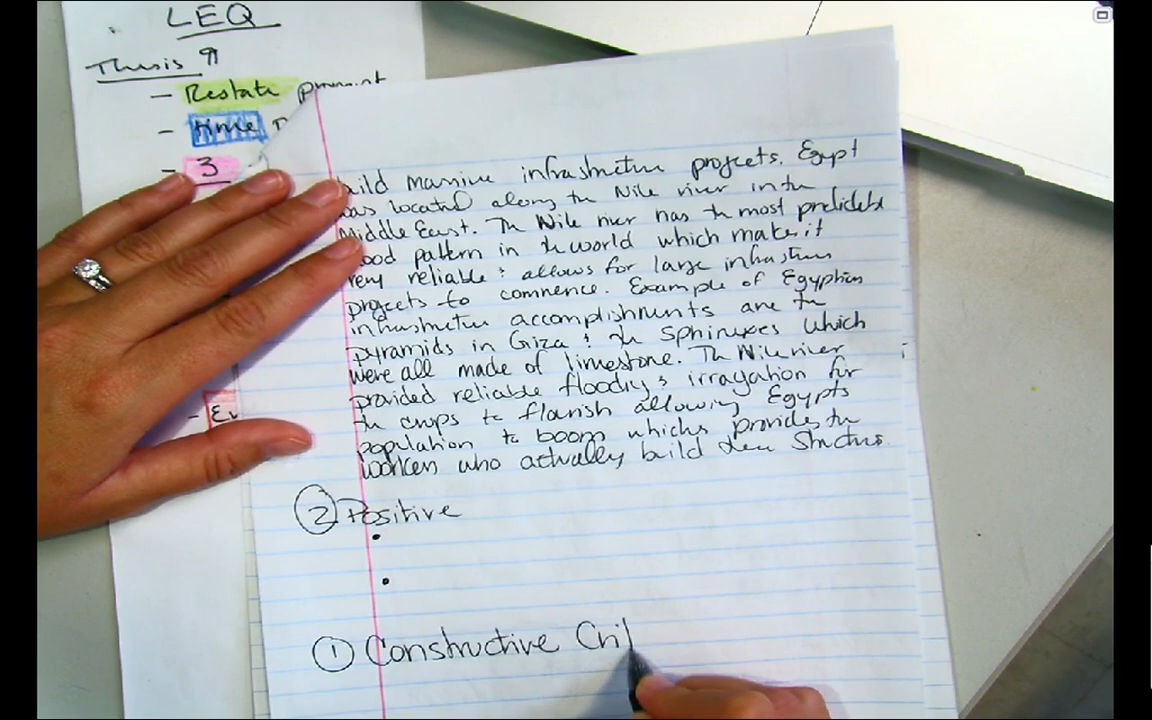 LEQ
Thesis ¶
- Restate prompt
- time
- 3
build massive infrastructure projects. Egypt
was located along the Nile river in the
Middle East. The Nile river has the most predictable
flood pattern in the world which makes it
very reliable & allows for large infrastructure
projects to commence. Example of Egyptian
infrastructure accomplishments are the
pyramids in Giza & the Sphinxes which
were all made of limestone. The Nile river
provided reliable flooding & irragation for
the crops to flourish allowing Egypts
population to boom which provides the
workers who actually build these structures.
② Positive
•
•
① Constructive Crit